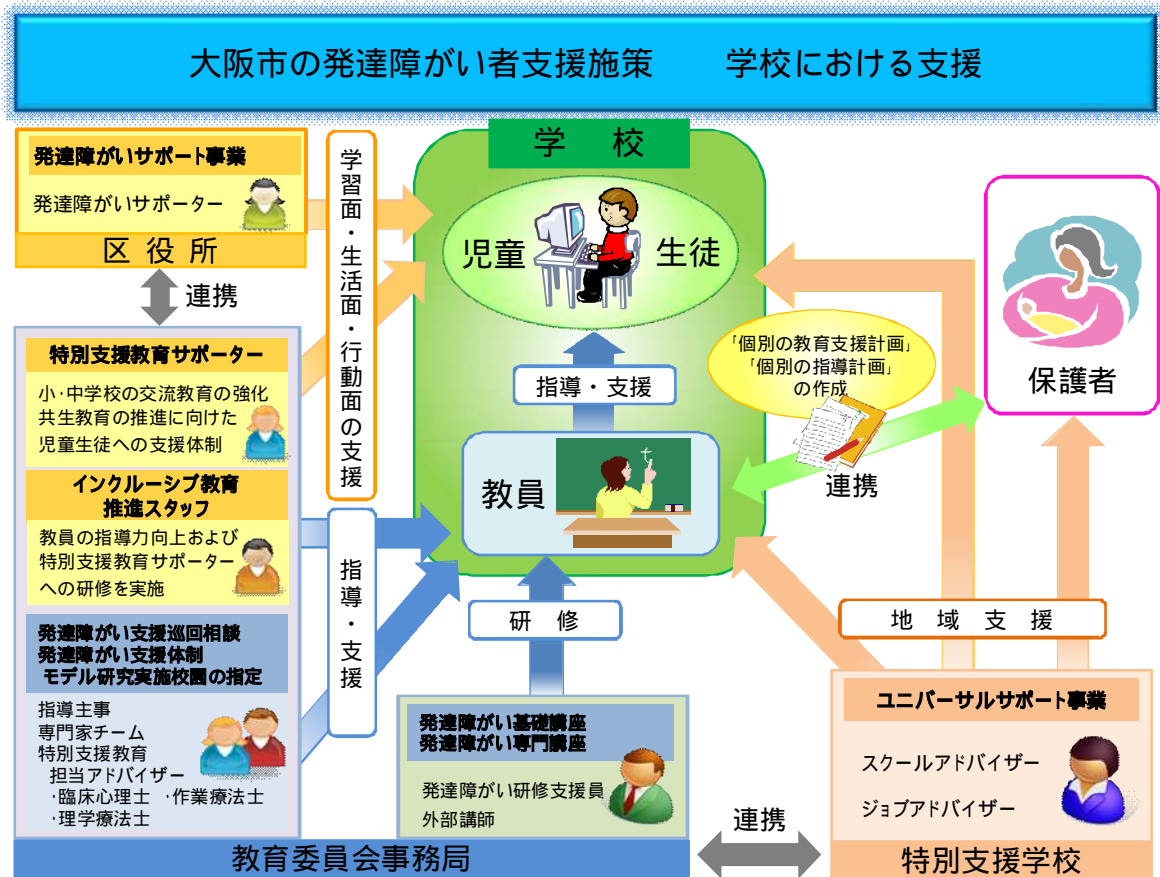 大阪市の発達障がい者支援施策　　学校における支援
発達障がいサポート事業
発達障がいサポーター
区役所
連携
特別支援教育サポーター
小・中学校の交流教育の強化
共生教育の推進に向けた
児童生徒への支援体制
インクルーシブ教育
推進スタッフ
教員の指導力向上および
特別支援教育サポーター
への研修を実施
発達障がい支援巡回相談
発達障がい支援体制
モデル研究実施校園の指定
指導主事
専門家チーム
特別支援教育
担当アドバイザー
・臨床心理士　・作業療法士
・理学療法士
教育委員会事務局
学習面・生活面・行動面の支援
指導・支援
学　校
児童
生徒
指導・支援
教員
研　修
発達障がい基礎講座
発達障がい専門講座
発達障がい研修支援員
外部講師
「個別の教育支援計画」
「個別の指導計画」
の作成
連携
保護者
地　域　支　援
ユニバーサルサポート事業
スクールアドバイザー
ジョブアドバイザー
特別支援学校
連携